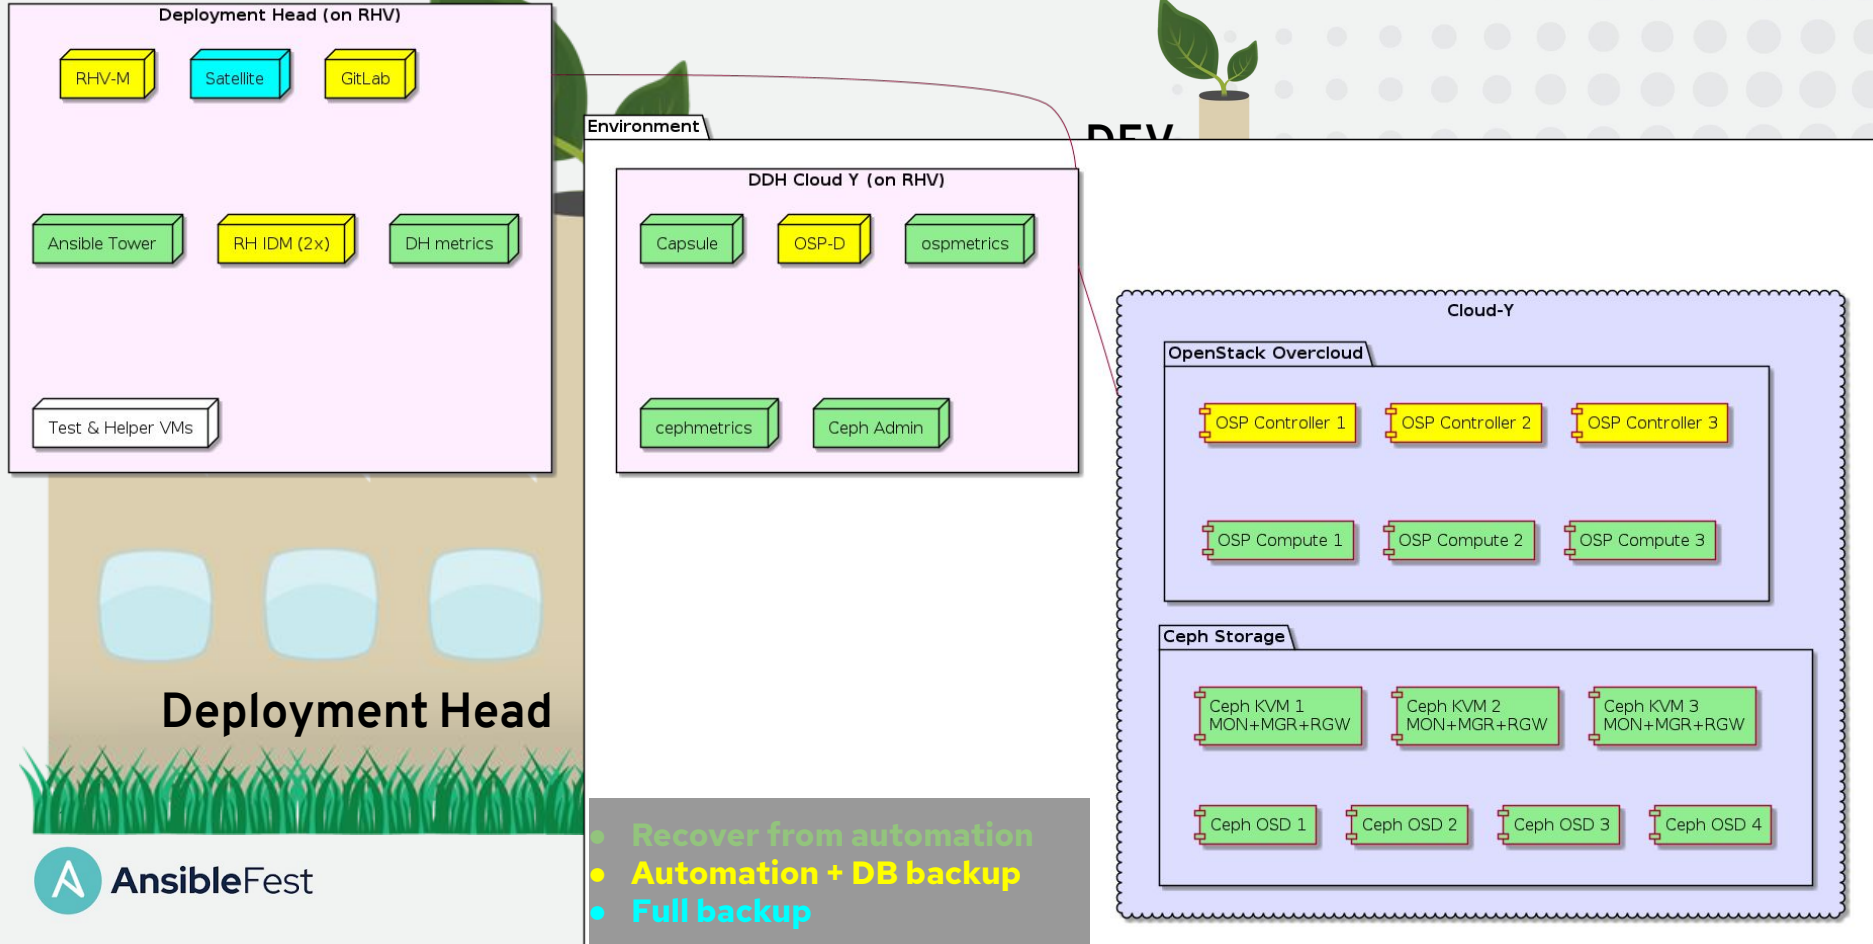 Deployment Head (on RHV)
RHV-M
Satellite
GitLab
Ansible Tower
RH IDM (2x)
DH metrics
Test & Helper VMs
DEV
Environment
DDH Cloud Y (on RHV)
Capsule
OSP-D
ospmetrics
cephmetrics
Ceph Admin
Cloud-Y
OpenStack Overcloud
OSP Controller 1
OSP Controller 2
OSP Controller 3
OSP Compute 1
OSP Compute 2
OSP Compute 3
Ceph Storage
Ceph KVM 1
MON+MGR+RGW
Ceph KVM 2
MON+MGR+RGW
Ceph KVM 3
MON+MGR+RGW
Ceph OSD 1
Ceph OSD 2
Ceph OSD 3
Ceph OSD 4
Deployment Head
● Recover from automation
● Automation + DB backup
● Full backup
A AnsibleFest